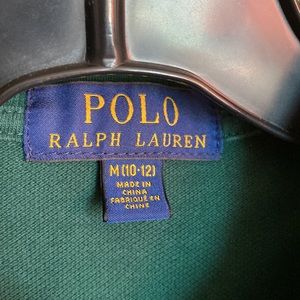 POLO
RALPH LAUREN
M (10-12)
MADE IN
CHINA
FABRIQUÉ EN
CHINE